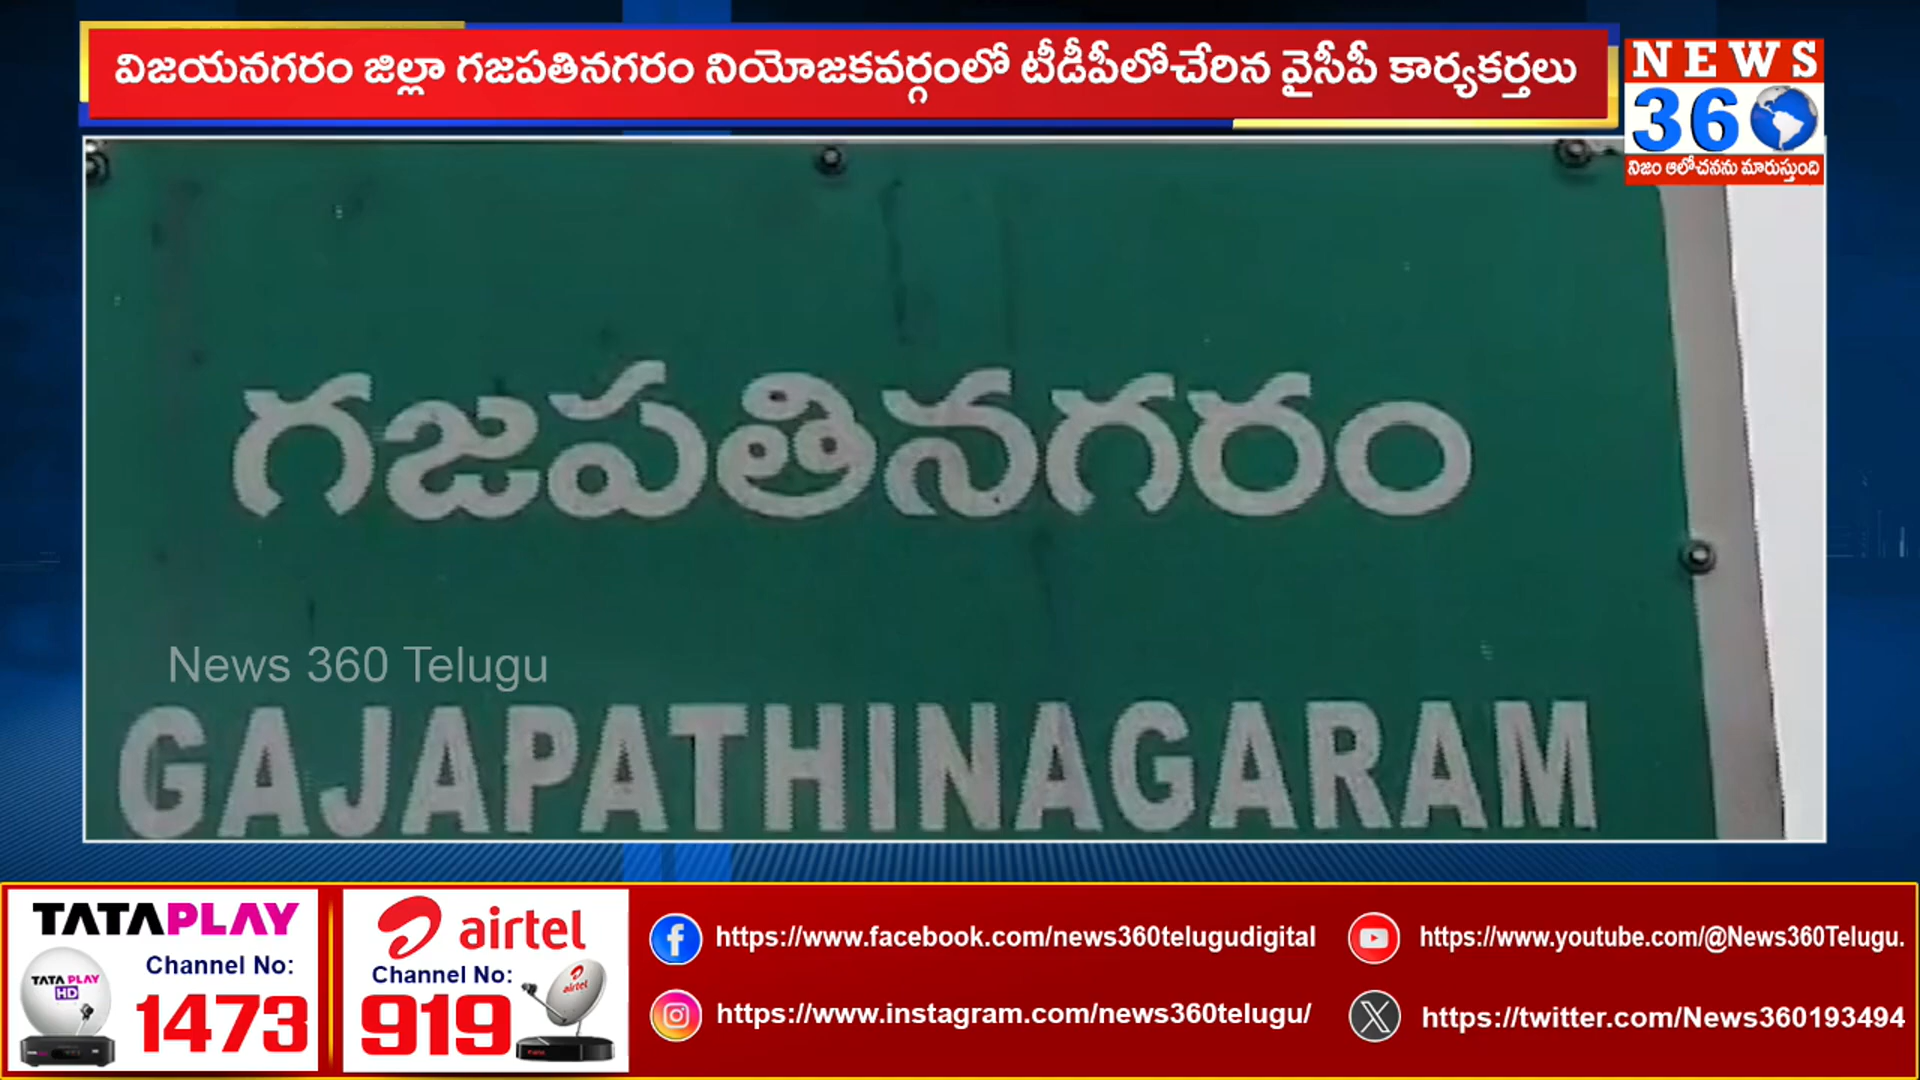 విజయనగరం జిల్లా గజపతినగరం నియోజకవర్గంలో టీడీపీలోచేరిన వైసీపీ కార్యకర్తలు
NEWS
360
నిజం ఆలోచనను మారుస్తుంది
గజపతినగరం
News 360 Telugu
GAJAPATHINAGARAM
TATA PLAY
Channel No:
TATA PLAY
HD
1473
airtel
Channel No:
airtel
919
https://www.facebook.com/news360telugudigital
https://www.youtube.com/@News360Telugu.
https://www.instagram.com/news360telugu/
https://twitter.com/News360193494